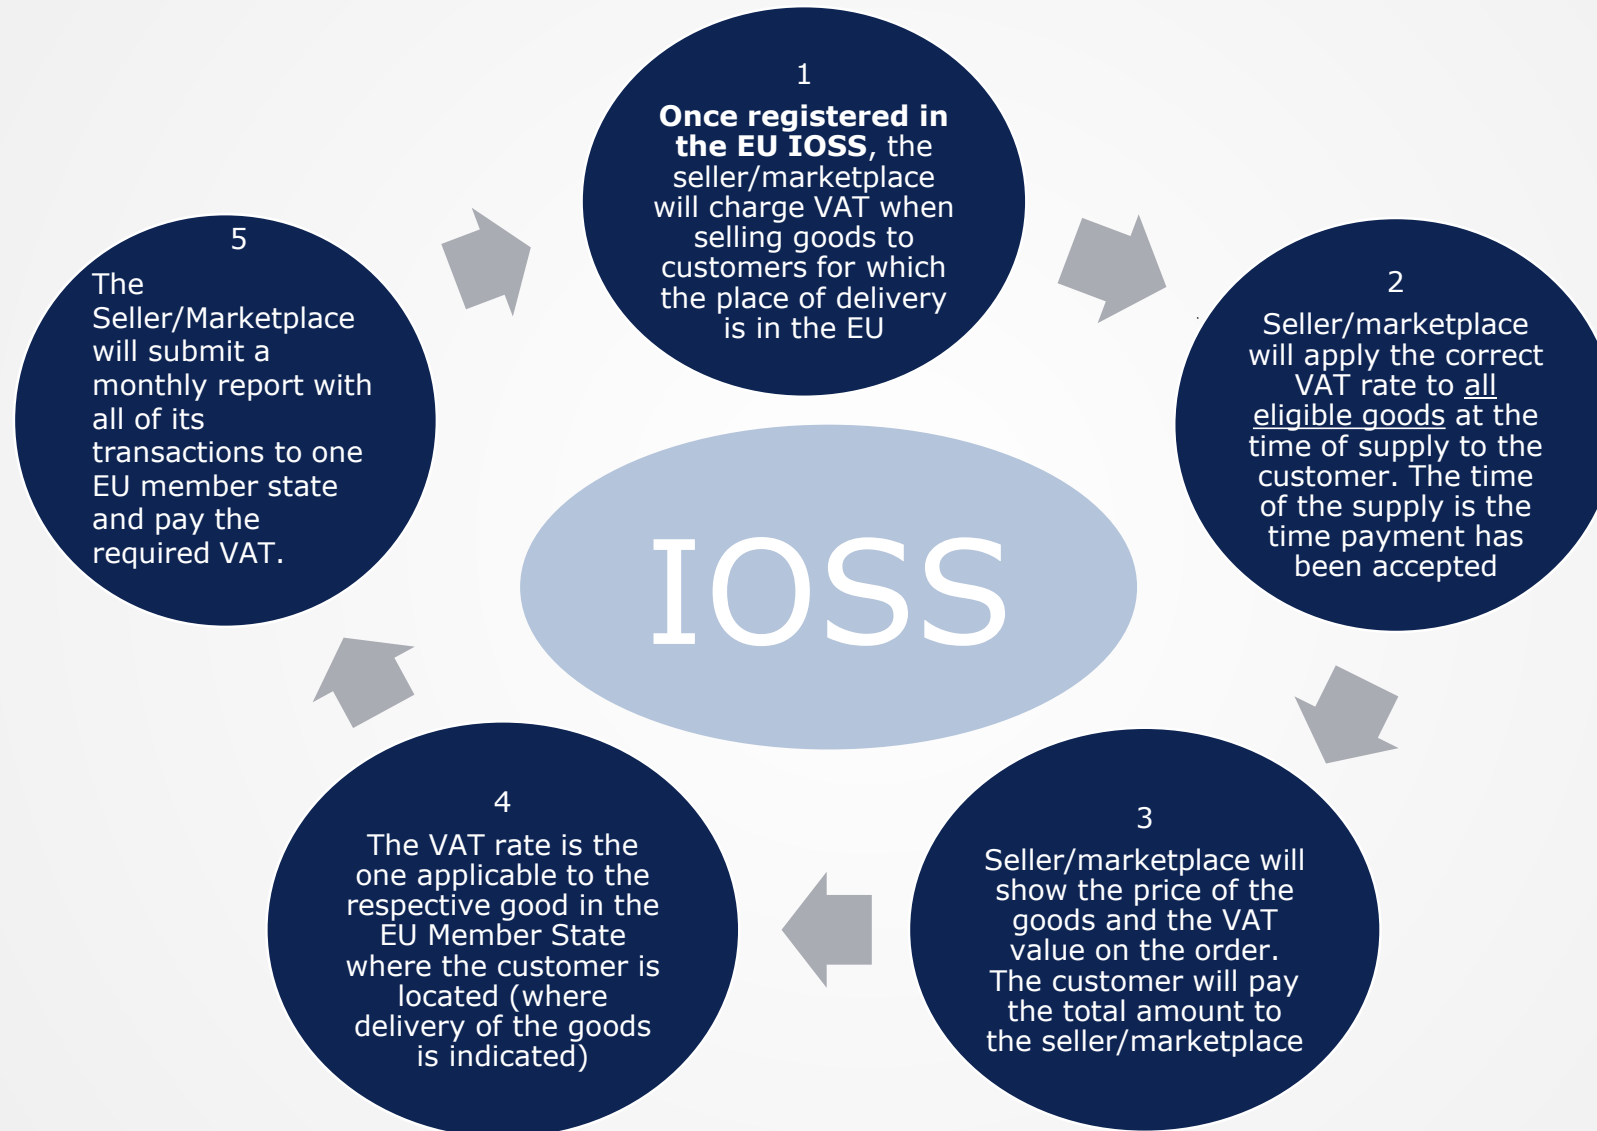 1
Once registered in
the EU IOSS, the
seller/marketplace
will charge VAT when
selling goods to
customers for which
the place of delivery
is in the EU
2
Seller/marketplace
will apply the correct
VAT rate to all
eligible goods at the
time of supply to the
customer. The time
of the supply is the
time payment has
been accepted
3
Seller/marketplace will
show the price of the
goods and the VAT
value on the order.
The customer will pay
the total amount to
the seller/marketplace
4
The VAT rate is the
one applicable to the
respective good in the
EU Member State
where the customer is
located (where
delivery of the goods
is indicated)
5
The
Seller/Marketplace
will submit a
monthly report with
all of its
transactions to one
EU member state
and pay the
required VAT.
IOSS